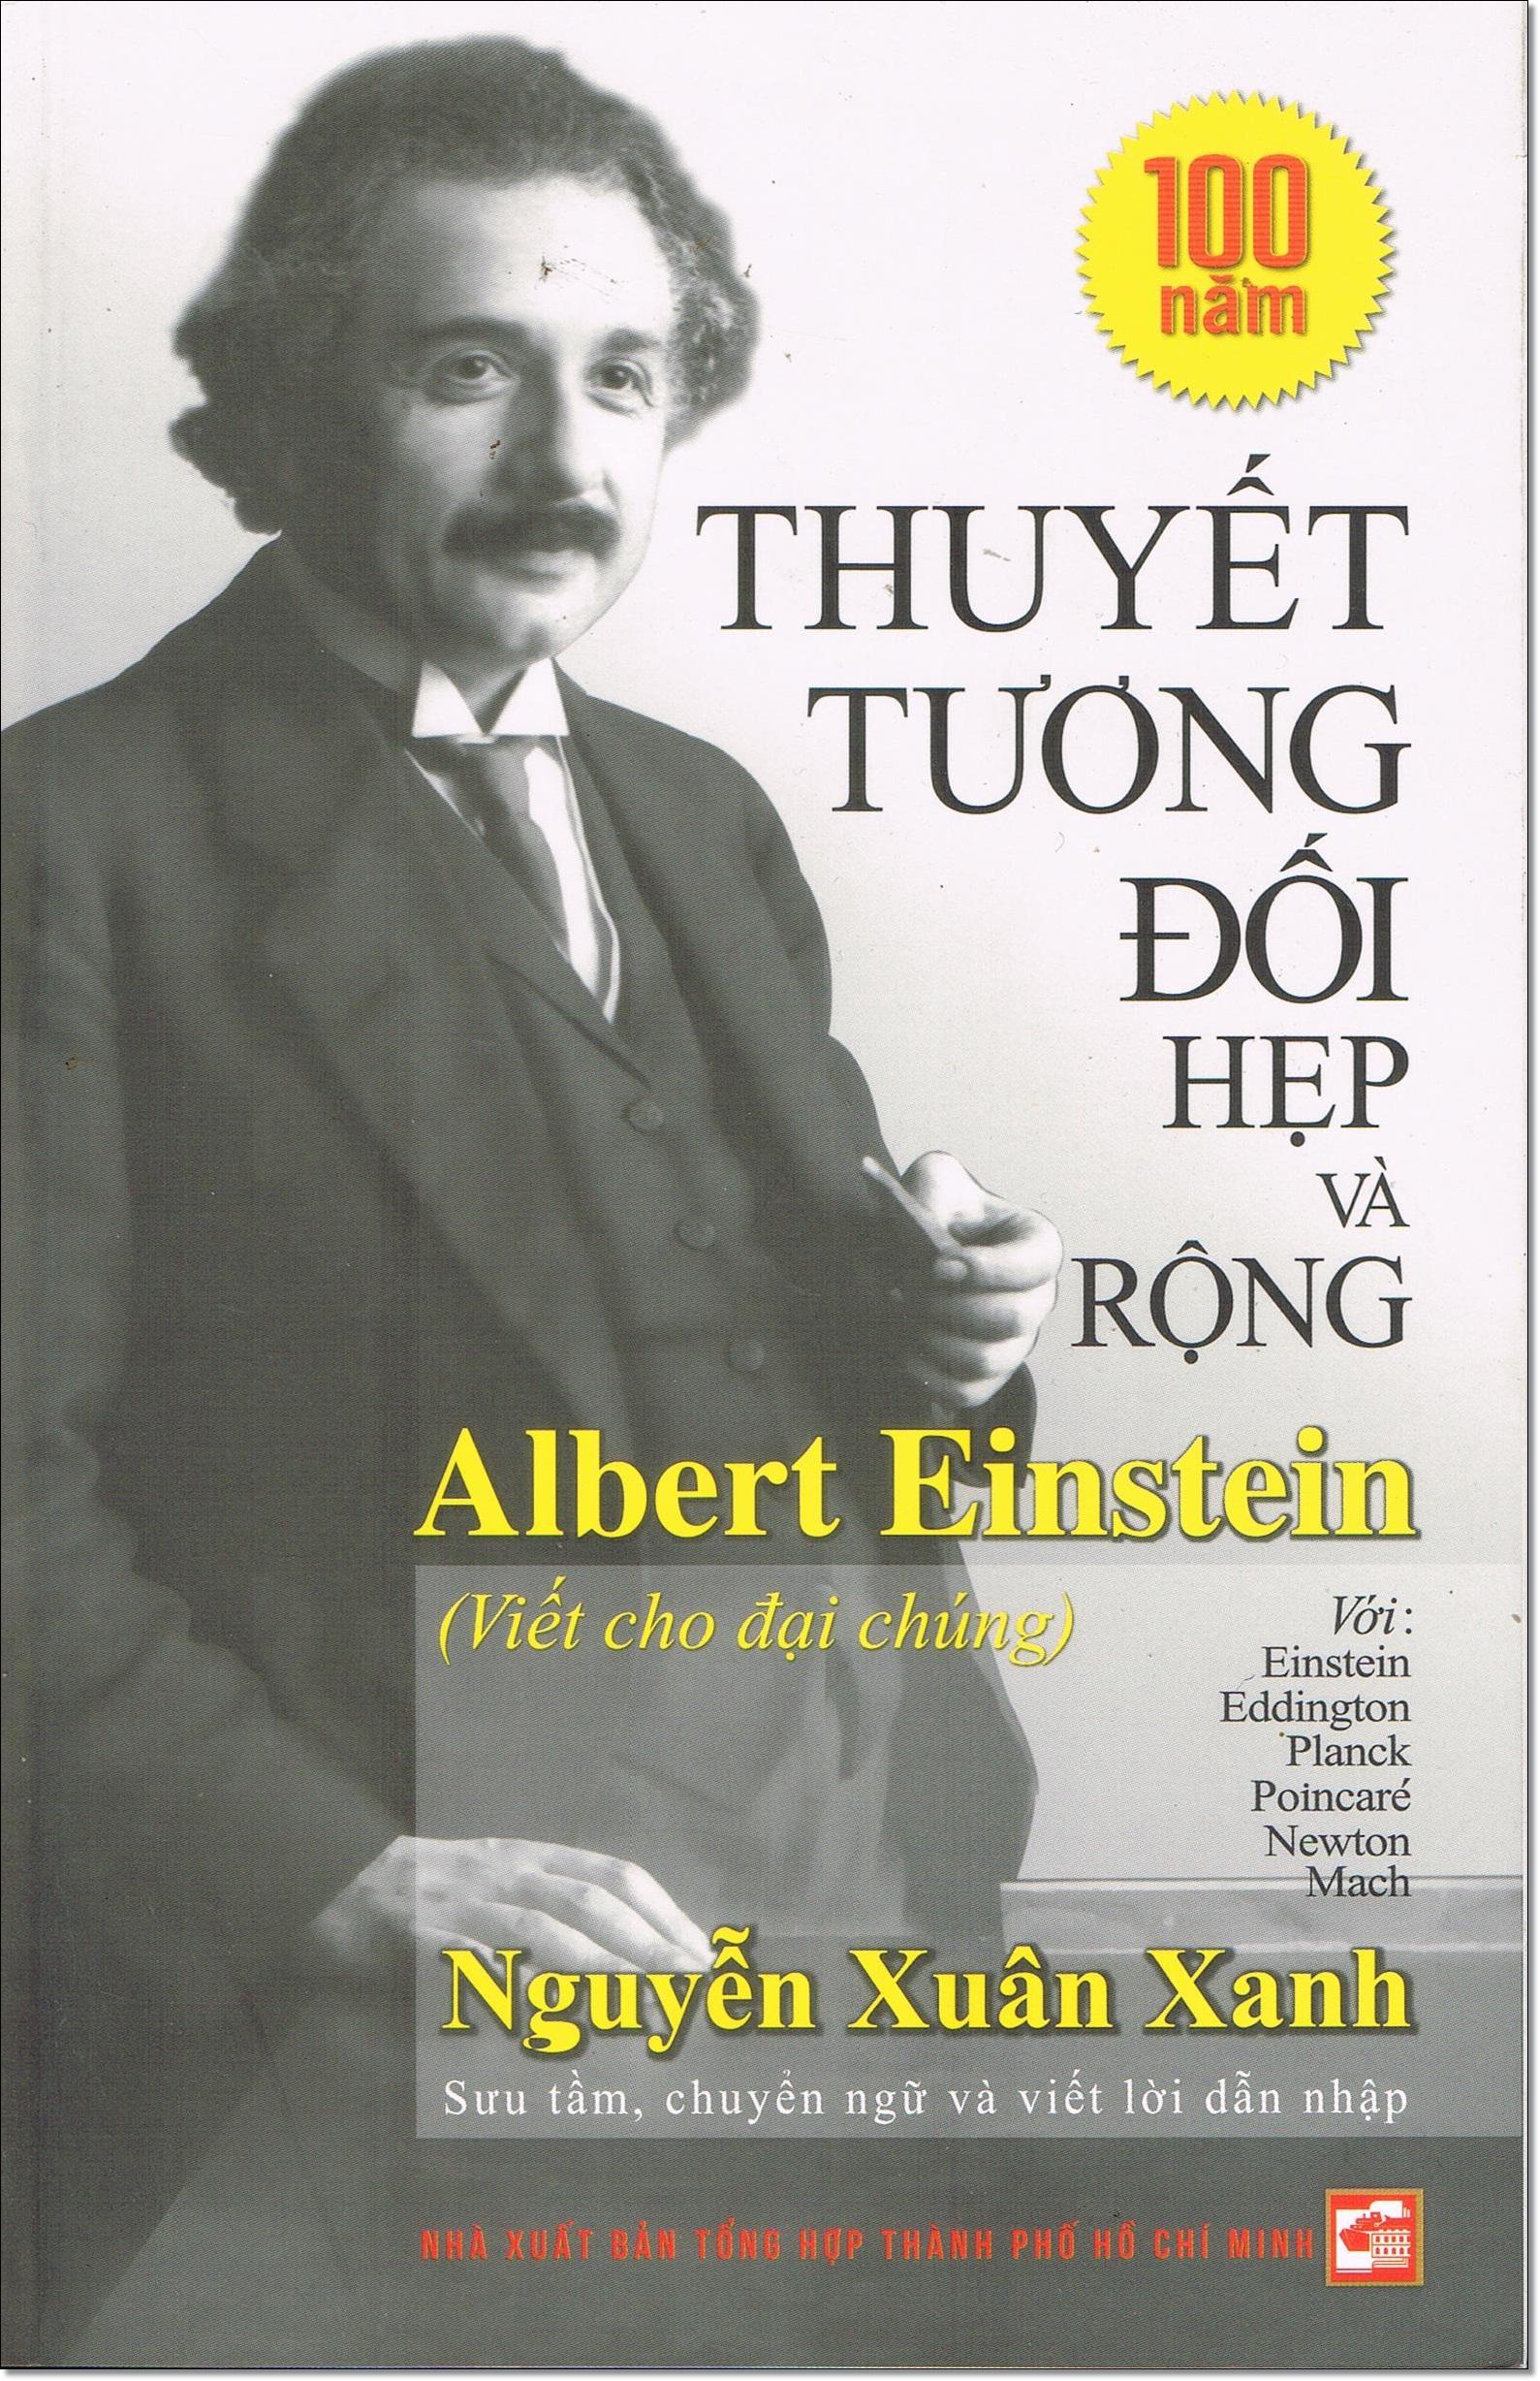 100
năm
THUYẾT
TƯƠNG
ĐỐI
HẸP
VÀ
RỘNG
Albert Einstein
(Viết cho đại chúng)
Với:
Einstein
Eddington
Planck
Poincaré
Newton
Mach
Nguyễn Xuân Xanh
Sưu tầm, chuyển ngữ và viết lời dẫn nhập
NHÀ XUẤT BẢN TỔNG HỢP THÀNH PHỐ HỒ CHÍ MINH